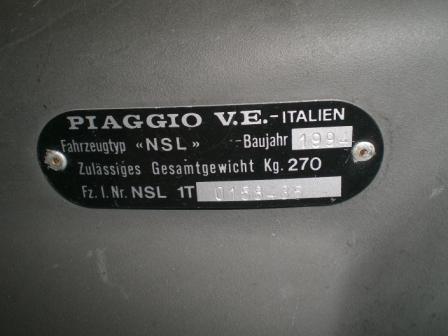 PIAGGIO V.E.-ITALIEN
Fahrzeugtyp «NSL» -Baujahr 1994
Zulässiges Gesamtgewicht Kg. 270
Fz. I. Nr. NSL 1T